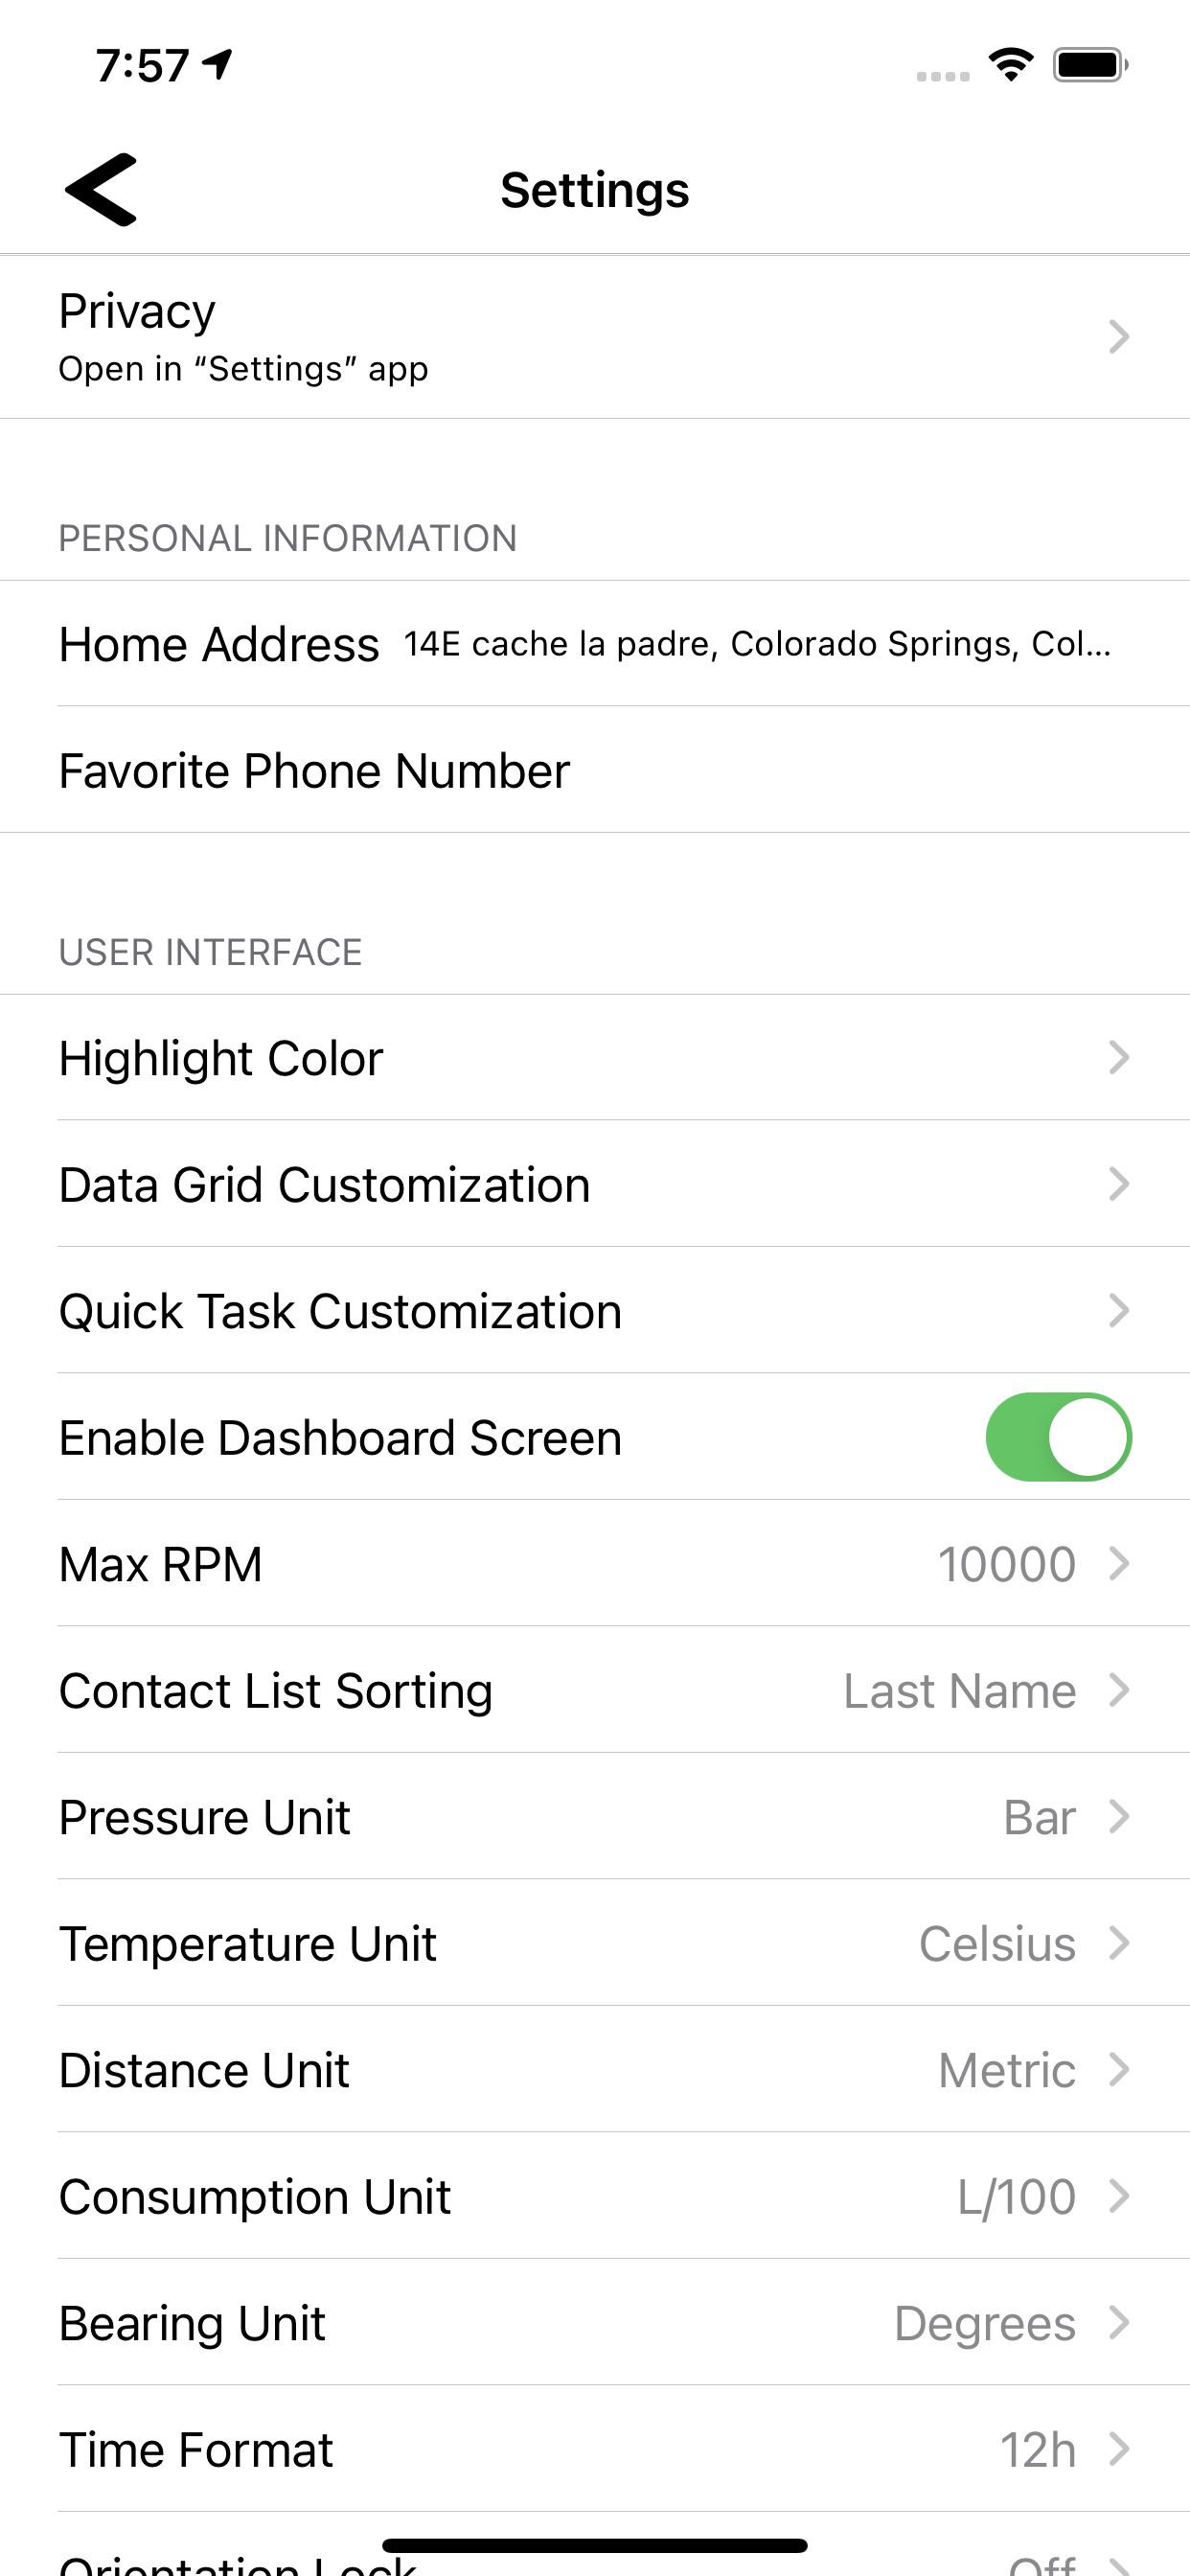 7:57
Settings
Privacy
Open in “Settings” app
PERSONAL INFORMATION
Home Address 14E cache la padre, Colorado Springs, Col...
Favorite Phone Number
USER INTERFACE
Highlight Color
Data Grid Customization
Quick Task Customization
Enable Dashboard Screen
Max RPM 10000
Contact List Sorting Last Name
Pressure Unit Bar
Temperature Unit Celsius
Distance Unit Metric
Consumption Unit L/100
Bearing Unit Degrees
Time Format 12h
Orientation Lock Off